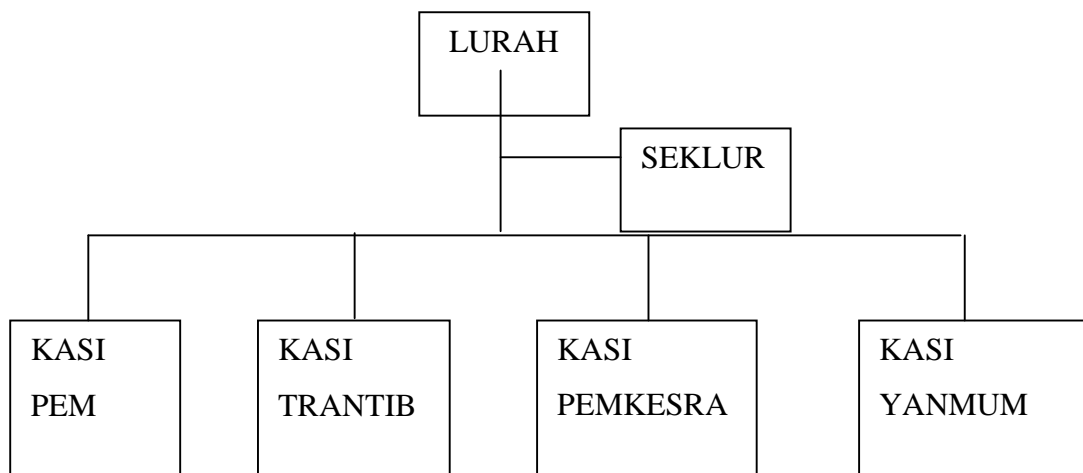 LURAH
SEKLUR
KASI
PEM
KASI
TRANTIB
KASI
PEMKESRA
KASI
YANMUM